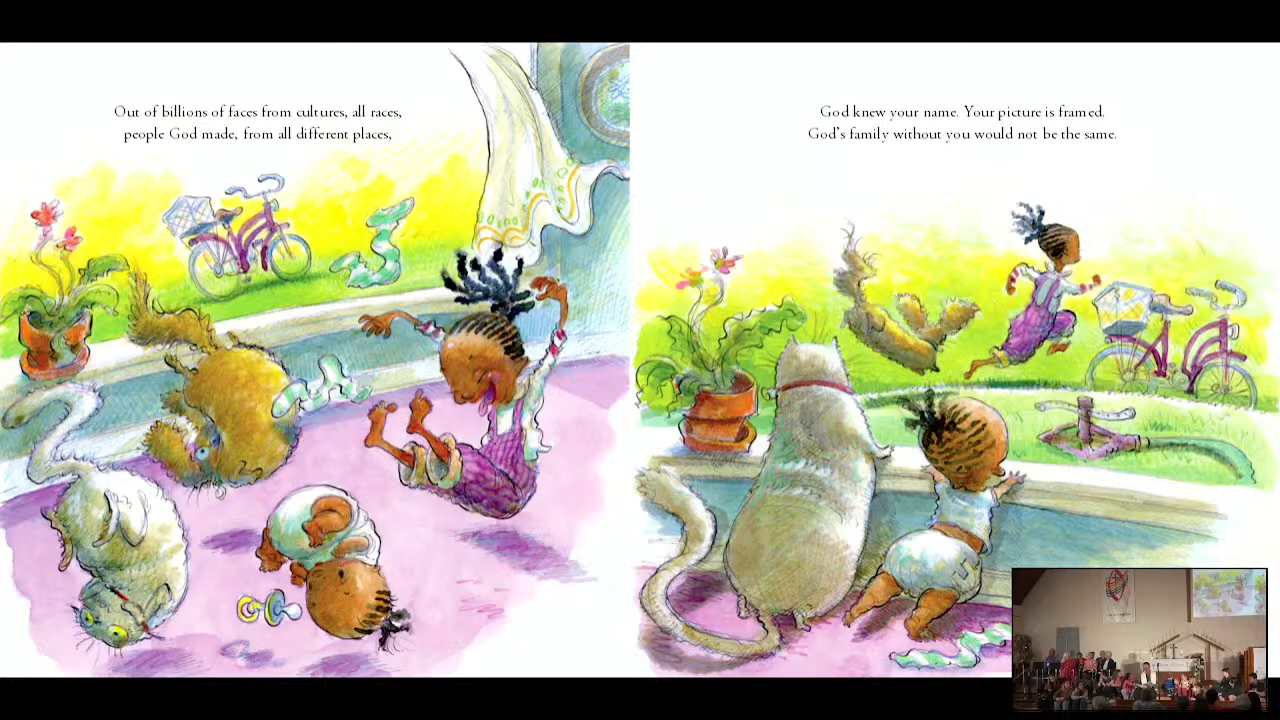 Out of billions of faces from cultures, all races,
people God made, from all different places,
God knew your name. Your picture is framed.
God's family without you would not be the same.